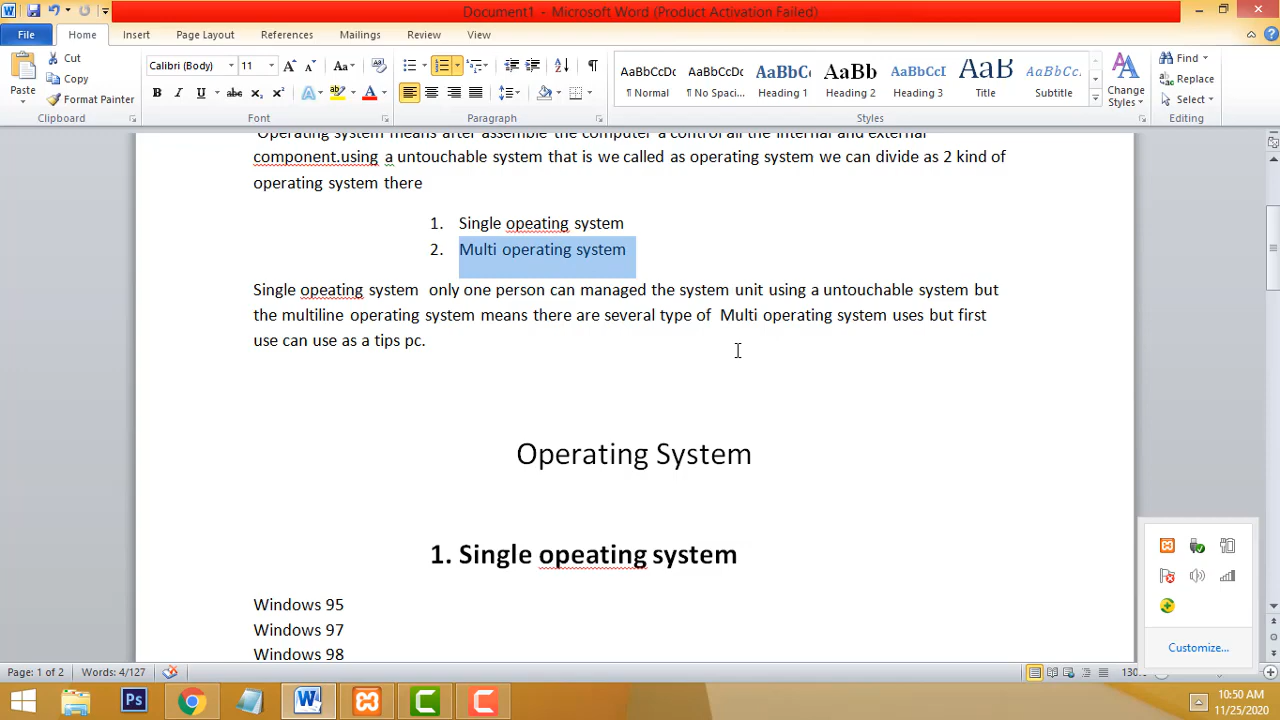 Document1 - Microsoft Word (Product Activation Failed)
File Home Insert Page Layout References Mailings Review View
Paste
Cut
Copy
Format Painter
Clipboard
Calibri (Body) 11
Font
Paragraph
AaBbCcDc AaBbCcDc AaBbC AaBbC AaBbCcI AaB AaBbCc.
¶ Normal ¶ No Spaci... Heading 1 Heading 2 Heading 3 Title Subtitle
Styles
Change Styles
Find
Replace
Select
Editing
Operating system means after assemble the computer a control all the internal and external
component.using a untouchable system that is we called as operating system we can divide as 2 kind of
operating system there
1. Single opeating system
2. Multi operating system
Single opeating system only one person can managed the system unit using a untouchable system but
the multiline operating system means there are several type of Multi operating system uses but first
use can use as a tips pc.
Operating System
1. Single opeating system
Windows 95
Windows 97
Windows 98
Customize...
Page: 1 of 2 Words: 4/127
Ps
10:50 AM
11/25/2020